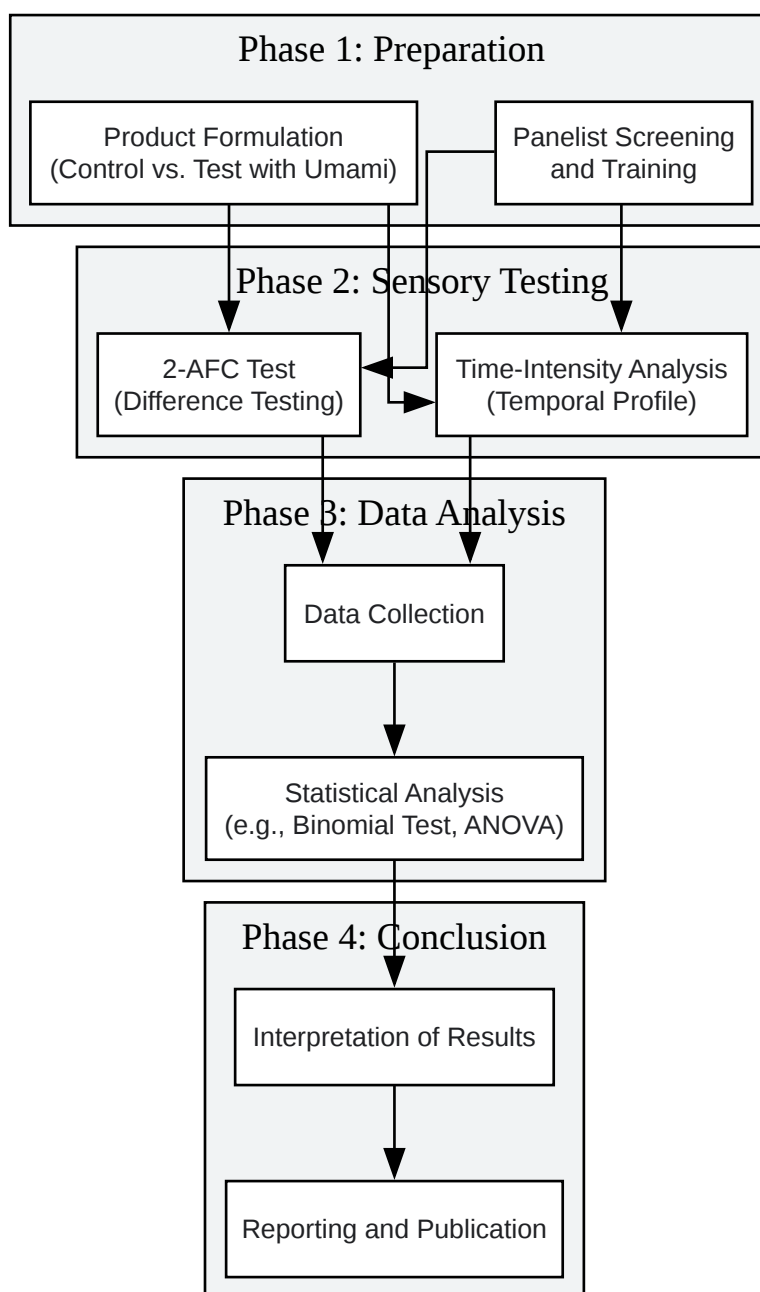 Phase 1: Preparation
Product Formulation
(Control vs. Test with Umami)
Panelist Screening
and Training
Phase 2: Sensory Testing
2-AFC Test
(Difference Testing)
Time-Intensity Analysis
(Temporal Profile)
Phase 3: Data Analysis
Data Collection
Statistical Analysis
(e.g., Binomial Test, ANOVA)
Phase 4: Conclusion
Interpretation of Results
Reporting and Publication